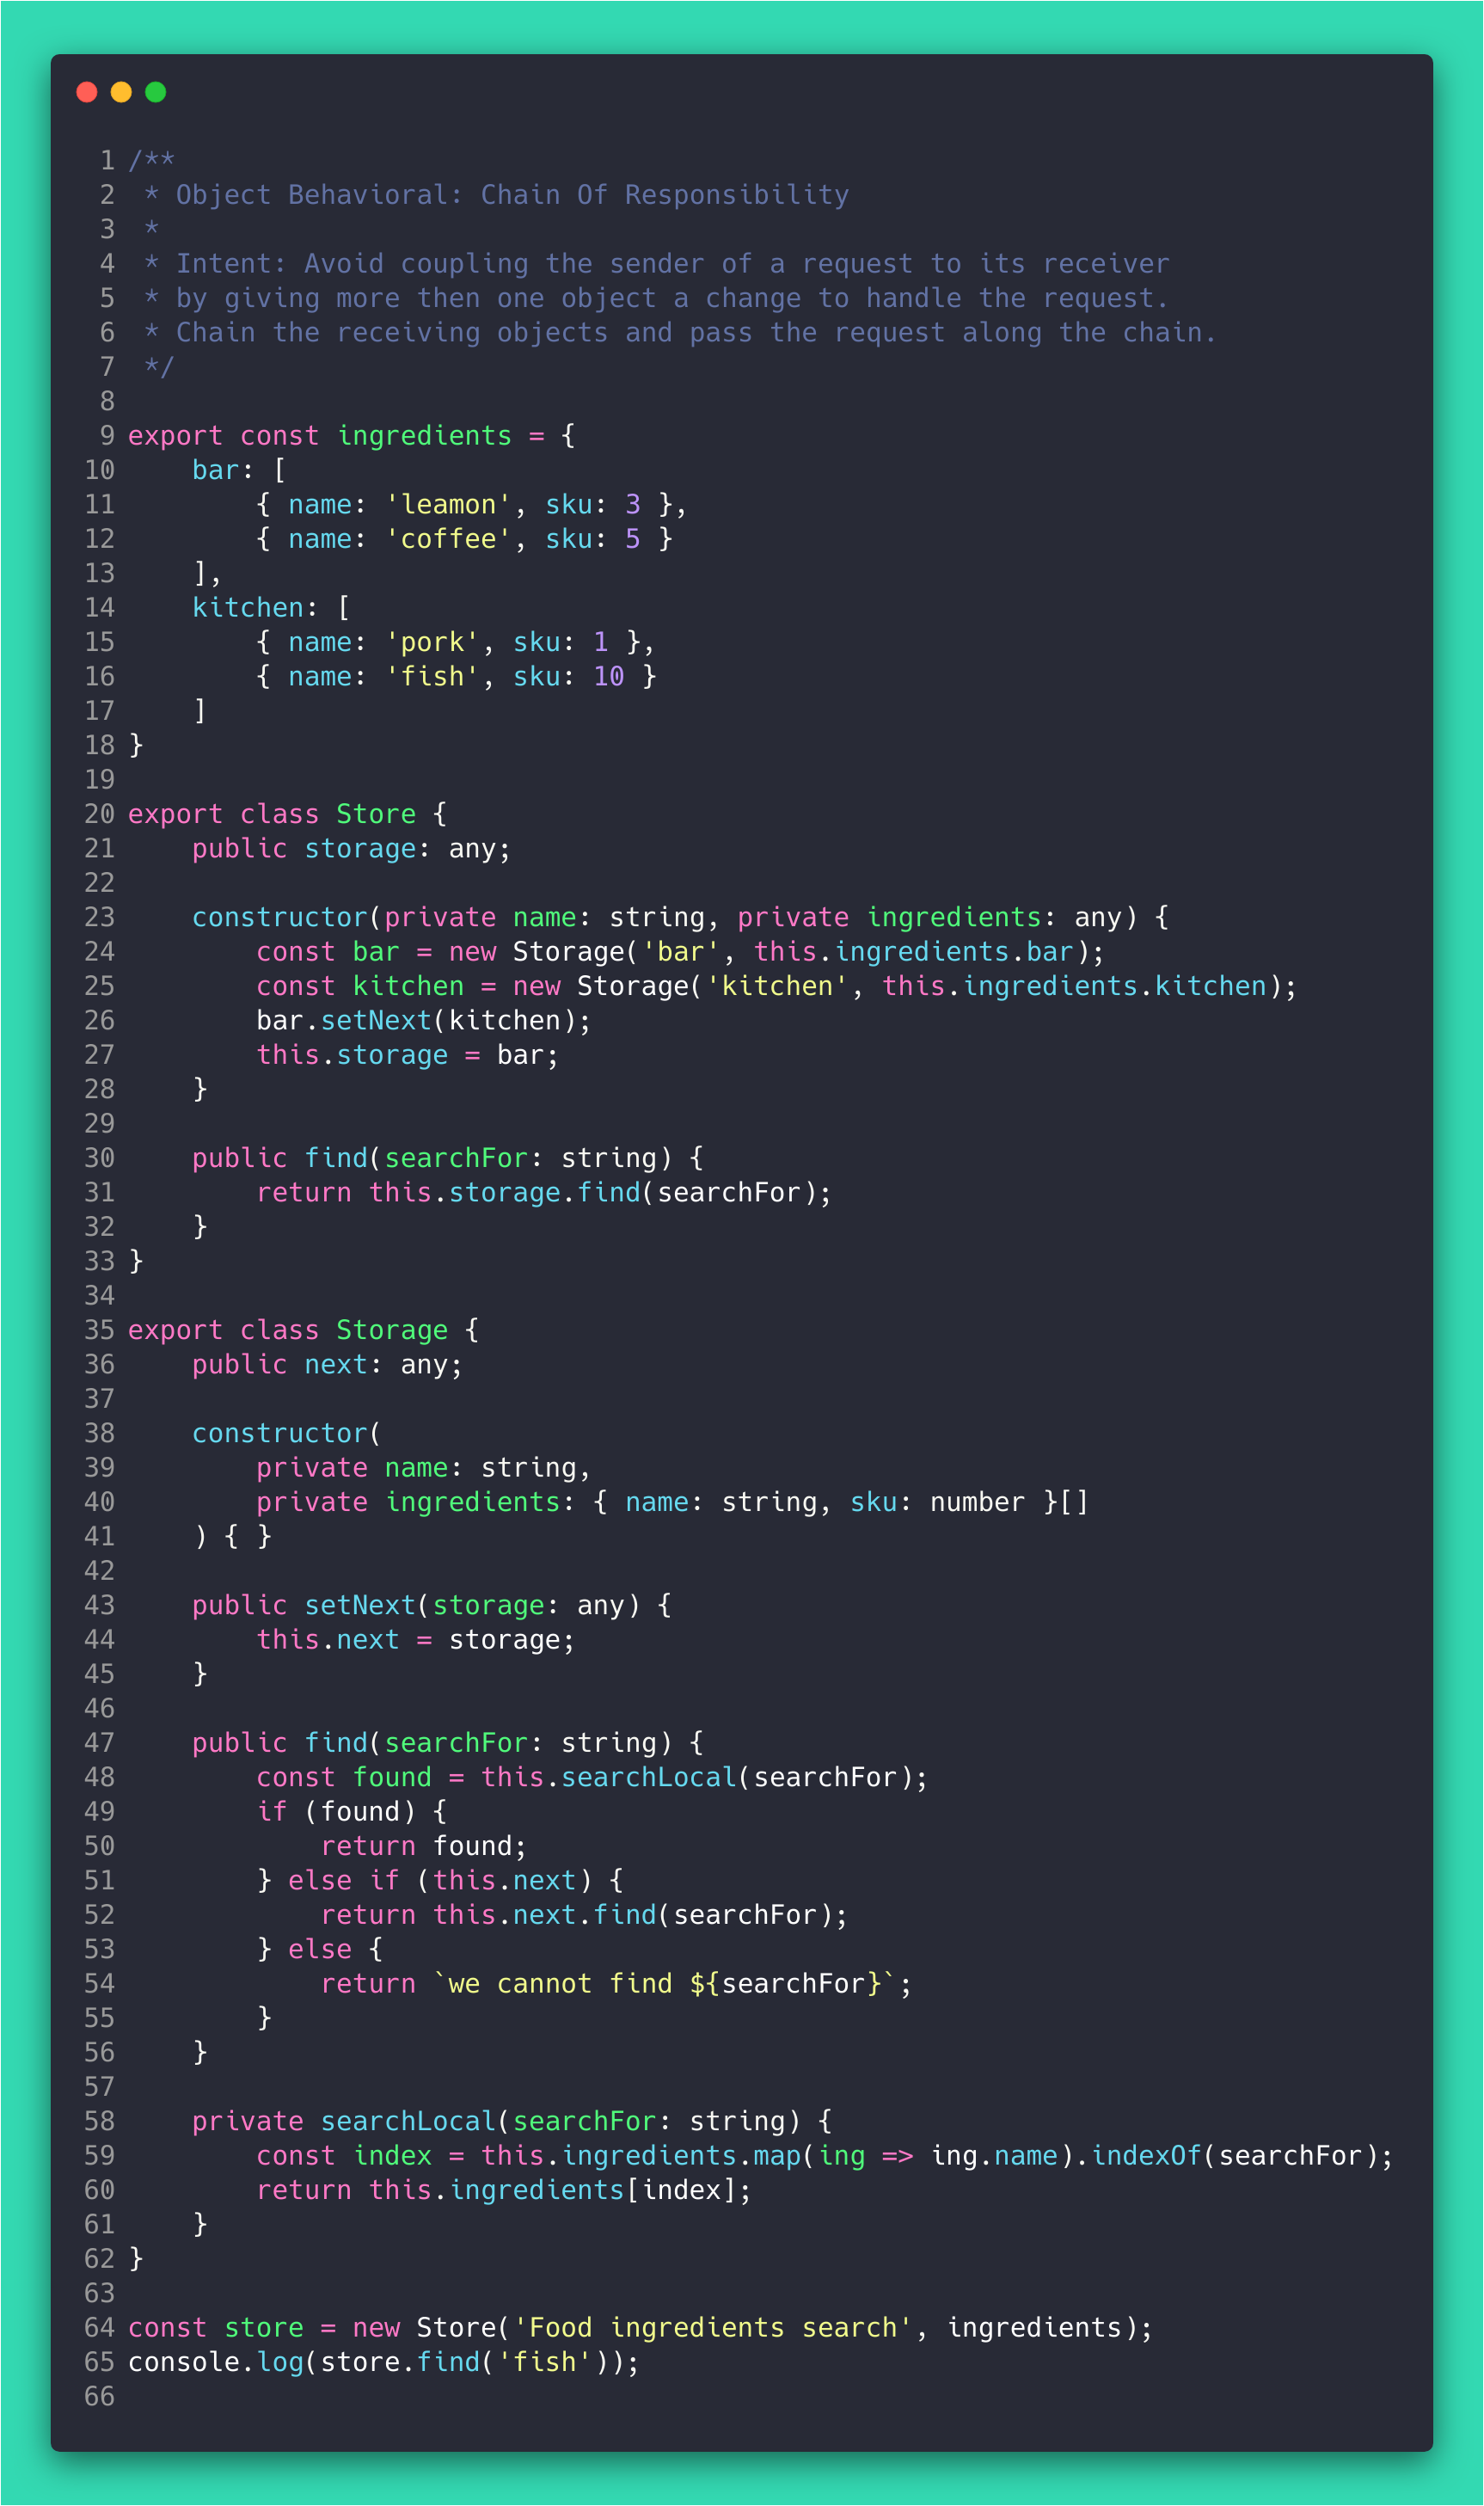 1 /**
2  * Object Behavioral: Chain Of Responsibility
3  *
4  * Intent: Avoid coupling the sender of a request to its receiver
5  * by giving more then one object a change to handle the request.
6  * Chain the receiving objects and pass the request along the chain.
7  */
8
9 export const ingredients = {
10     bar: [
11         { name: 'leamon', sku: 3 },
12         { name: 'coffee', sku: 5 }
13     ],
14     kitchen: [
15         { name: 'pork', sku: 1 },
16         { name: 'fish', sku: 10 }
17     ]
18 }
19
20 export class Store {
21     public storage: any;
22
23     constructor(private name: string, private ingredients: any) {
24         const bar = new Storage('bar', this.ingredients.bar);
25         const kitchen = new Storage('kitchen', this.ingredients.kitchen);
26         bar.setNext(kitchen);
27         this.storage = bar;
28     }
29
30     public find(searchFor: string) {
31         return this.storage.find(searchFor);
32     }
33 }
34
35 export class Storage {
36     public next: any;
37
38     constructor(
39         private name: string,
40         private ingredients: { name: string, sku: number }[]
41     ) { }
42
43     public setNext(storage: any) {
44         this.next = storage;
45     }
46
47     public find(searchFor: string) {
48         const found = this.searchLocal(searchFor);
49         if (found) {
50             return found;
51         } else if (this.next) {
52             return this.next.find(searchFor);
53         } else {
54             return `we cannot find ${searchFor}`;
55         }
56     }
57
58     private searchLocal(searchFor: string) {
59         const index = this.ingredients.map(ing => ing.name).indexOf(searchFor);
60         return this.ingredients[index];
61     }
62 }
63
64 const store = new Store('Food ingredients search', ingredients);
65 console.log(store.find('fish'));
66